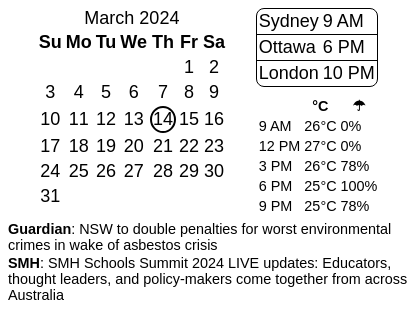 March 2024
Su Mo Tu We Th Fr Sa
1 2
3 4 5 6 7 8 9
10 11 12 13 14 15 16
17 18 19 20 21 22 23
24 25 26 27 28 29 30
31
Sydney 9 AM
Ottawa 6 PM
London 10 PM
°C ☂
9 AM 26°C 0%
12 PM 27°C 0%
3 PM 26°C 78%
6 PM 25°C 100%
9 PM 25°C 78%
Guardian: NSW to double penalties for worst environmental
crimes in wake of asbestos crisis
SMH: SMH Schools Summit 2024 LIVE updates: Educators,
thought leaders, and policy-makers come together from across
Australia